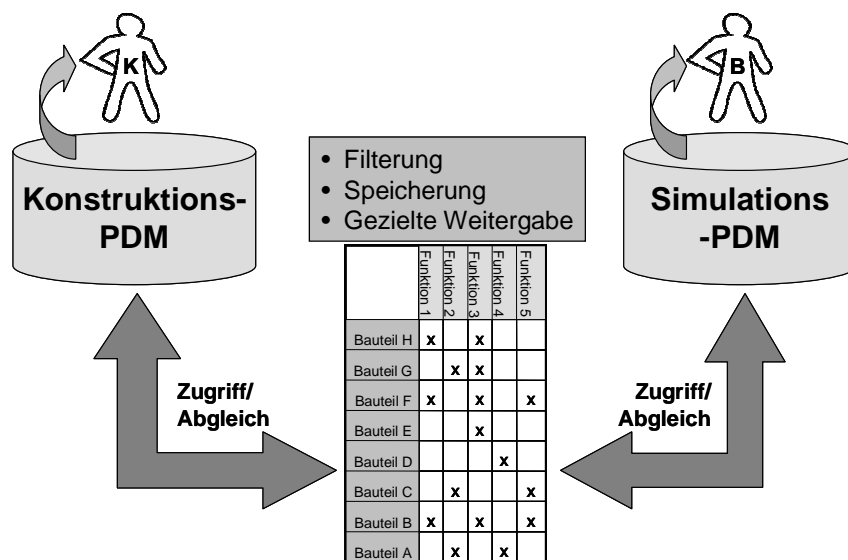 K
B
Konstruktions-
PDM
• Filterung
• Speicherung
• Gezielte Weitergabe
Simulations
-PDM
Funktion 1 Funktion 2 Funktion 3 Funktion 4 Funktion 5
Bauteil H x x
Bauteil G x x
Bauteil F x x x
Bauteil E x
Bauteil D x
Bauteil C x x
Bauteil B x x x
Bauteil A x x
Zugriff/
Abgleich
Zugriff/
Abgleich